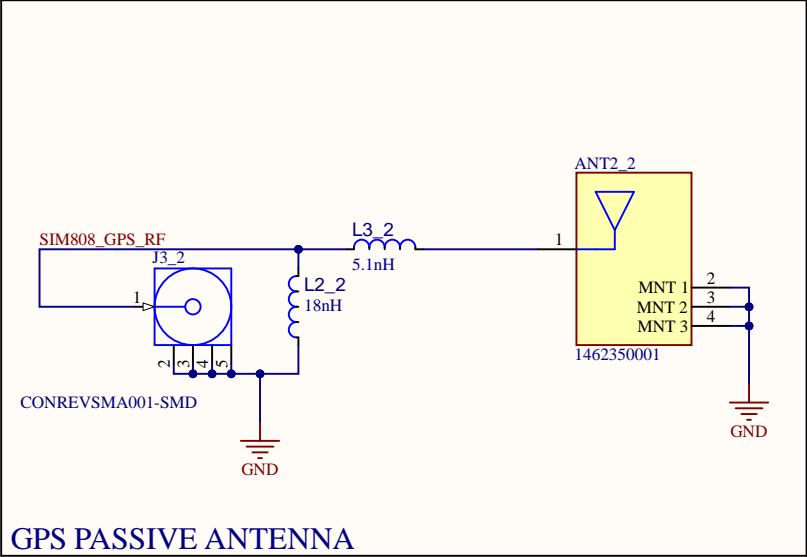 ANT2_2
SIM808_GPS_RF
L3_2
1
J3_2
5.1nH
L2_2
18nH
1
MNT 1
2
MNT 2
3
MNT 3
4
1462350001
2
3
4
5
CONREVSMA001-SMD
GND
GND
GPS PASSIVE ANTENNA